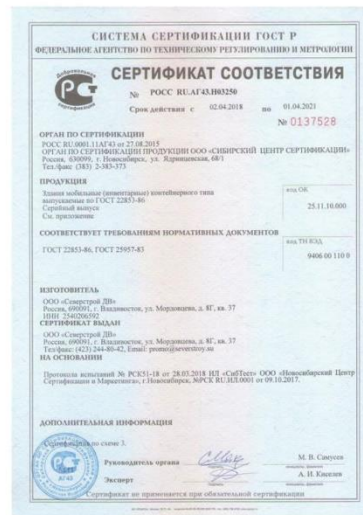 СИСТЕМА СЕРТИФИКАЦИИ ГОСТ Р
ФЕДЕРАЛЬНОЕ АГЕНТСТВО ПО ТЕХНИЧЕСКОМУ РЕГУЛИРОВАНИЮ И МЕТРОЛОГИИ
СЕРТИФИКАТ СООТВЕТСТВИЯ
№ РОСС RU.АГ43.Н03250
Срок действия с 02.04.2018 по 01.04.2021
№ 0137528
ОРГАН ПО СЕРТИФИКАЦИИ
РОСС RU.0001.11АГ43 от 27.08.2015
ОРГАН ПО СЕРТИФИКАЦИИ ПРОДУКЦИИ ООО «СИБИРСКИЙ ЦЕНТР СЕРТИФИКАЦИИ»
Россия, 630099, г. Новосибирск, ул. Ядринцевская, 68/1
Тел./факс: (383) 2-383-373
ПРОДУКЦИЯ
Здания мобильные (инвентарные) контейнерного типа
выпускаемые по ГОСТ 22853-86
Серийный выпуск
См. приложение
код ОК
25.11.10.000
СООТВЕТСТВУЕТ ТРЕБОВАНИЯМ НОРМАТИВНЫХ ДОКУМЕНТОВ
ГОСТ 22853-86, ГОСТ 25957-83
код ТН ВЭД
9406 00 110 0
ИЗГОТОВИТЕЛЬ
ООО «Северстрой ДВ»
Россия, 690091, г. Владивосток, ул. Мордовцева, д. 8Г, кв. 37
ИНН 2540206592
СЕРТИФИКАТ ВЫДАН
ООО «Северстрой ДВ»
Россия, 690091, г. Владивосток, ул. Мордовцева, д. 8Г, кв. 37
Тел/факс: (423) 244-80-42, Email: promo@severstroy.su
НА ОСНОВАНИИ
Протокола испытаний № РСК51-18 от 28.03.2018 ИЛ «СибТест» ООО «Новосибирский Центр
Сертификации и Маркетинга», г.Новосибирск, №РСК RU.ИЛ.0001 от 09.10.2017.
ДОПОЛНИТЕЛЬНАЯ ИНФОРМАЦИЯ
Сертификация по схеме 3.
Руководитель органа
М. В. Самусев
Эксперт
А. И. Киселев
Сертификат не применяется при обязательной сертификации